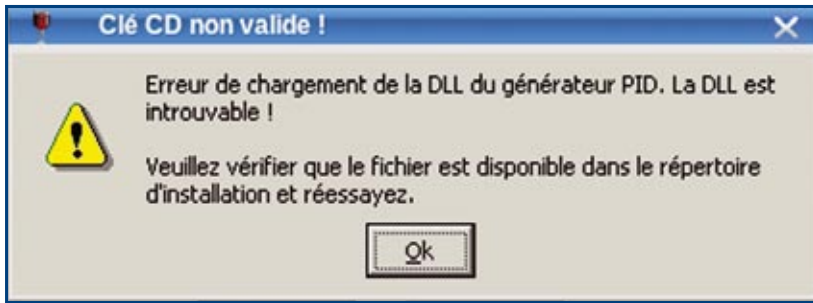 Clé CD non valide !
Erreur de chargement de la DLL du générateur PID. La DLL est
introuvable !
Veuillez vérifier que le fichier est disponible dans le répertoire
d'installation et réessayez.
Ok